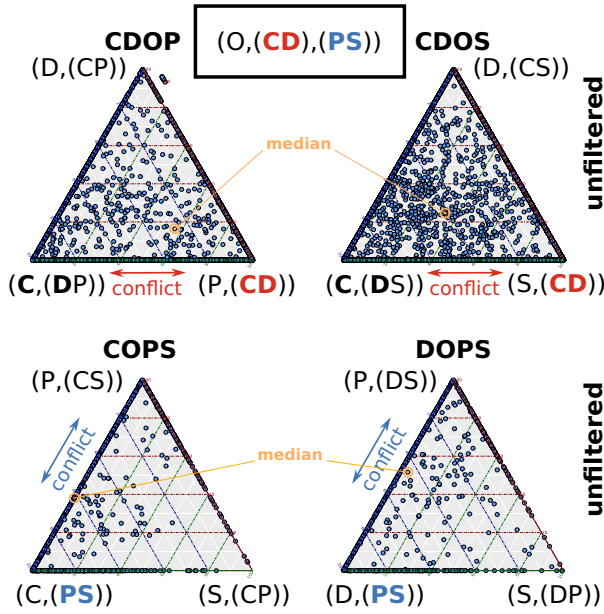 CDOP
(O,(CD),(PS))
CDOS
(D,(CP))
(D,(CS))
median
unfiltered
(C,(DP))
conflict
(P,(CD))
(C,(DS))
conflict
(S,(CD))
COPS
DOPS
(P,(CS))
(P,(DS))
conflict
conflict
median
unfiltered
(C,(PS))
(S,(CP))
(D,(PS))
(S,(DP))